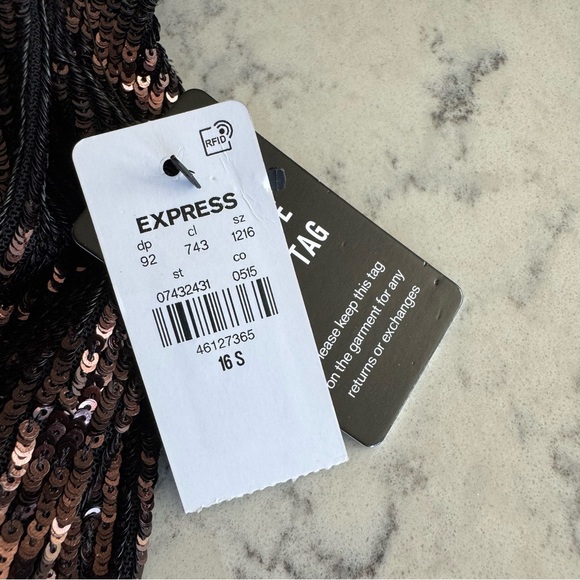 RFID
EXPRESS
dp cl sz
92 743 1216
st co
07432431 0515
46127365
16 S
TAG
keep this tag
on the garment for any
returns or exchanges